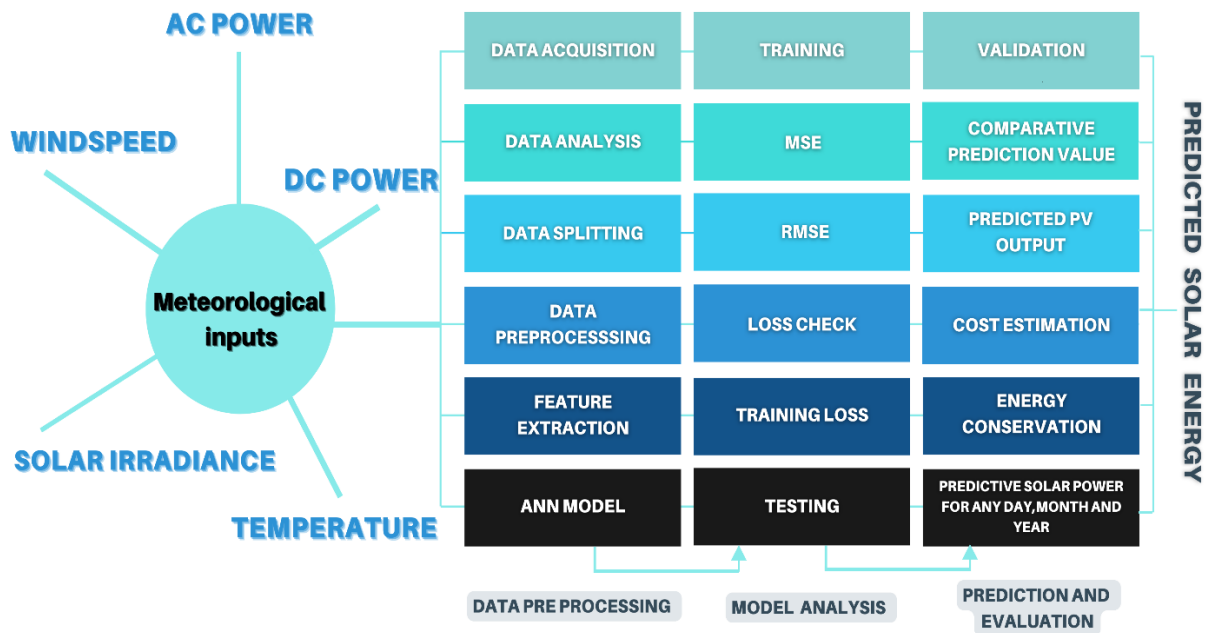 AC POWER
WINDSPEED
DC POWER
Meteorological
inputs
SOLAR IRRADIANCE
TEMPERATURE
DATA ACQUISITION
TRAINING
VALIDATION
DATA ANALYSIS
MSE
COMPARATIVE
PREDICTION VALUE
DATA SPLITTING
RMSE
PREDICTED PV
OUTPUT
DATA
PREPROCESSSING
LOSS CHECK
COST ESTIMATION
FEATURE
EXTRACTION
TRAINING LOSS
ENERGY
CONSERVATION
ANN MODEL
TESTING
PREDICTIVE SOLAR POWER
FOR ANY DAY,MONTH AND
YEAR
DATA PRE PROCESSING
MODEL ANALYSIS
PREDICTION AND
EVALUATION
PREDICTED SOLAR ENERGY